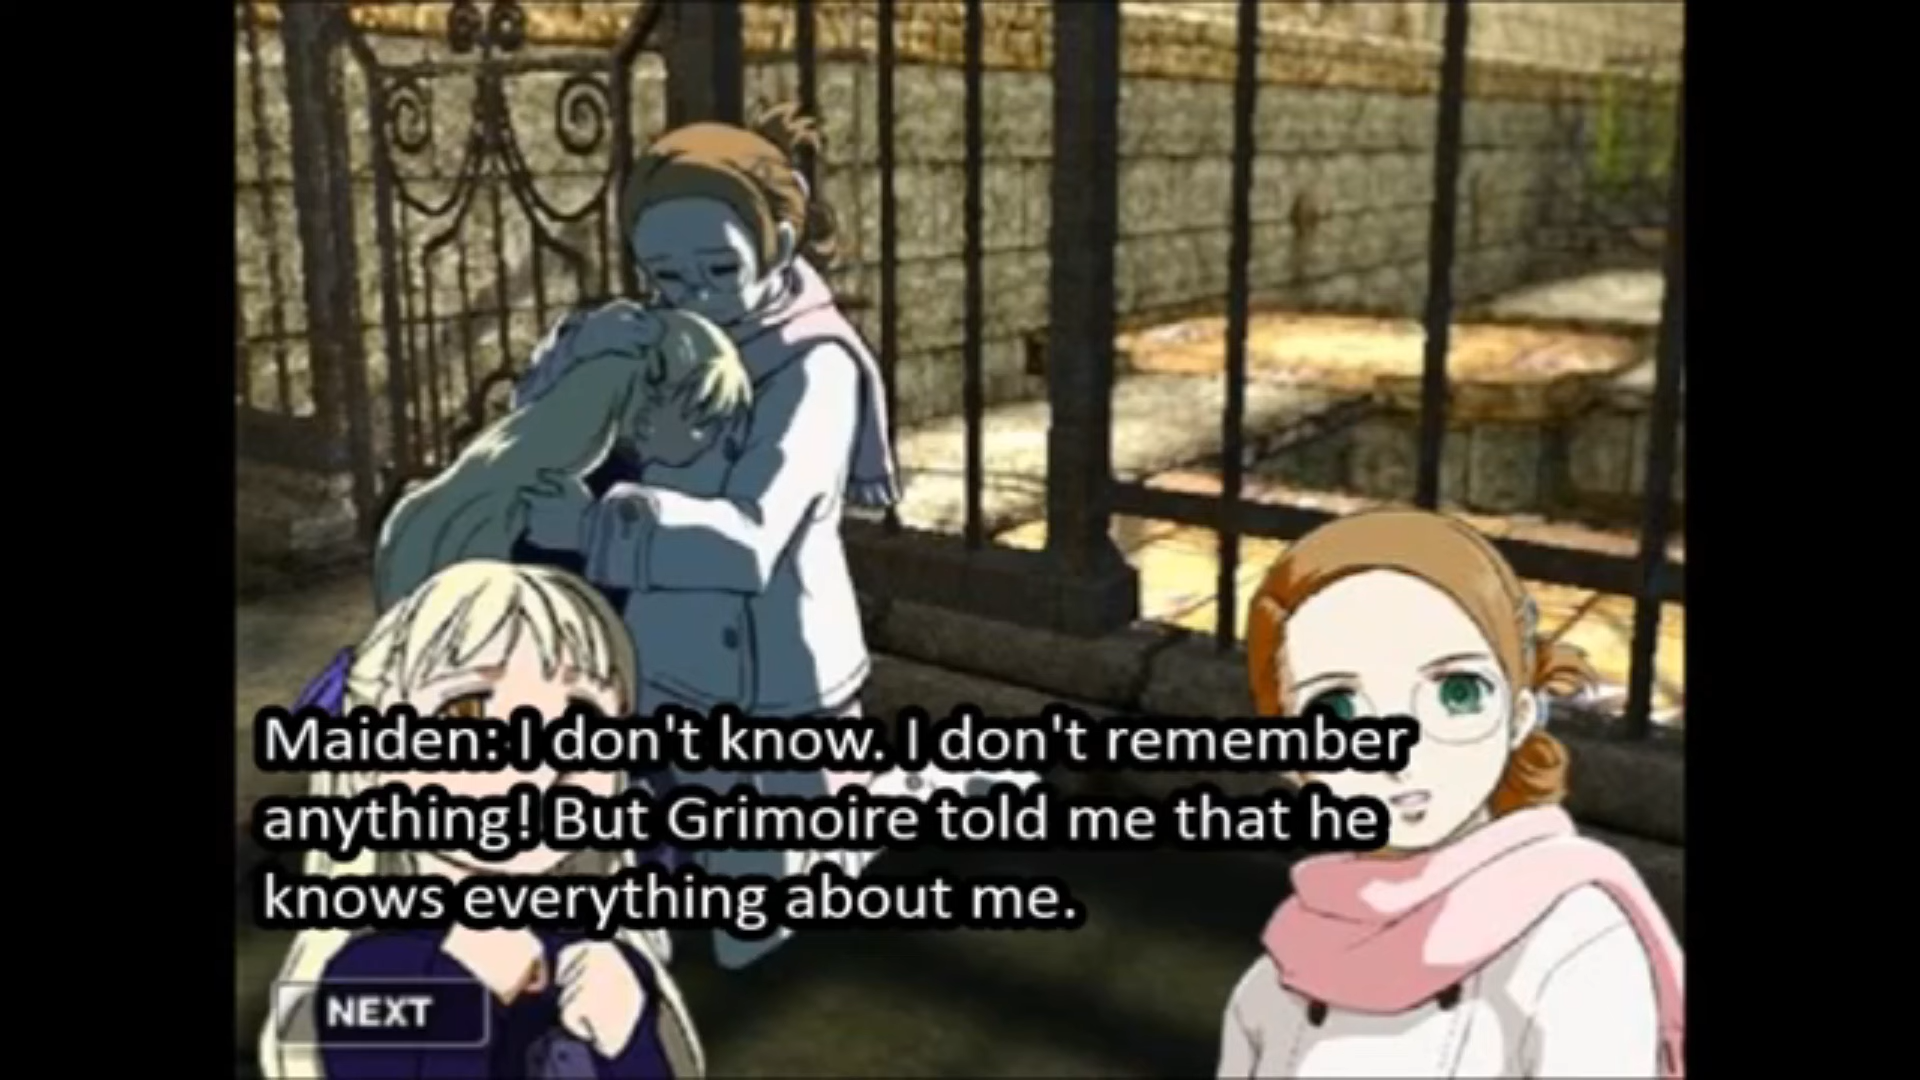 Maiden: I don't know. I don't remember
anything! But Grimoire told me that he
knows everything about me.
NEXT